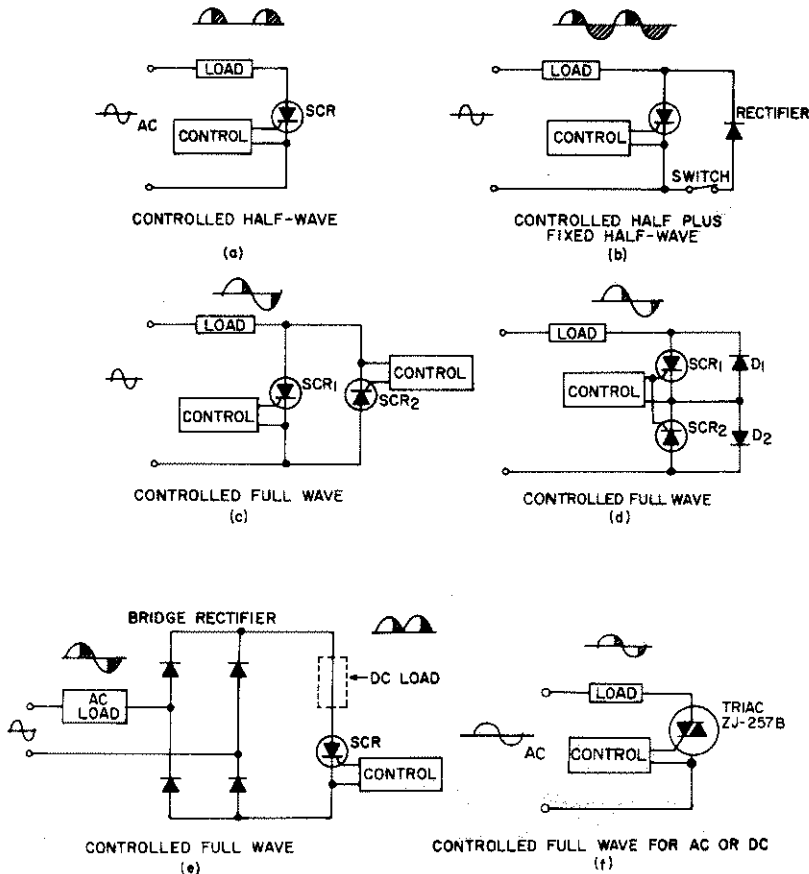 LOAD
SCR
AC
CONTROL
CONTROLLED HALF-WAVE
(a)
LOAD
RECTIFIER
CONTROL
SWITCH
CONTROLLED HALF PLUS
FIXED HALF-WAVE
(b)
LOAD
CONTROL
SCR1
SCR2
CONTROL
CONTROLLED FULL WAVE
(c)
LOAD
SCR1
D1
CONTROL
SCR2
D2
CONTROLLED FULL WAVE
(d)
BRIDGE RECTIFIER
DC LOAD
AC
LOAD
SCR
CONTROL
CONTROLLED FULL WAVE
(e)
LOAD
TRIAC
ZJ-257B
AC
CONTROL
CONTROLLED FULL WAVE FOR AC OR DC
(f)